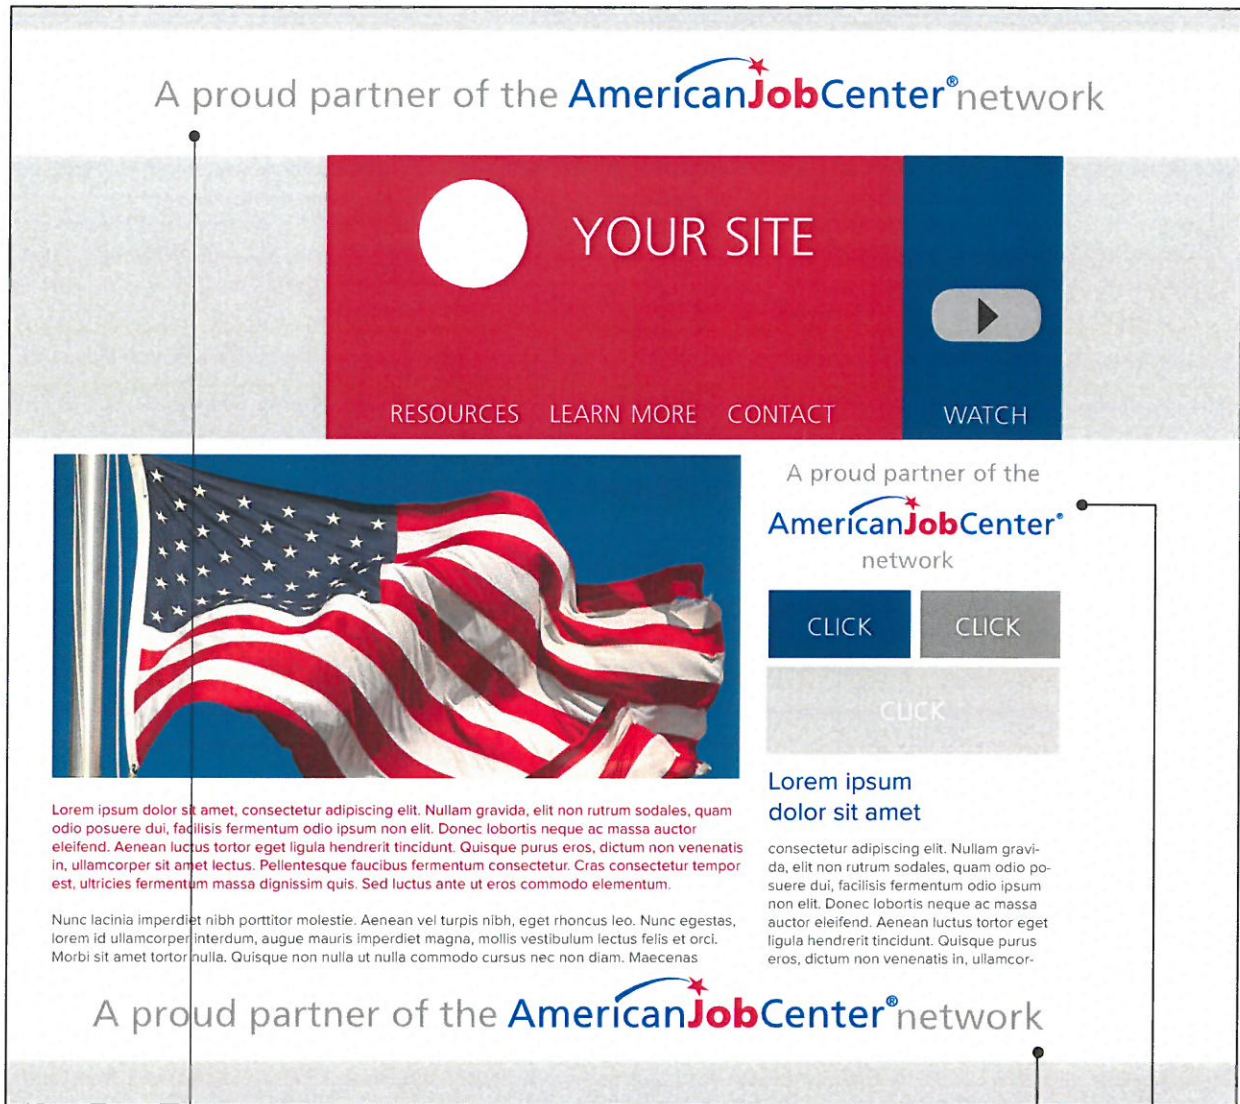 A proud partner of the AmericanJobCenter® network
YOUR SITE
RESOURCES LEARN MORE CONTACT WATCH
A proud partner of the
AmericanJobCenter®
network
CLICK CLICK
CLICK
Lorem ipsum
dolor sit amet
consectetur adipiscing elit. Nullam gravi-
da, elit non rutrum sodales, quam odio po-
suere dui, facilisis fermentum odio ipsum
non elit. Donec lobortis neque ac massa
auctor eleifend. Aenean luctus tortor eget
ligula hendrerit tincidunt. Quisque purus
eros, dictum non venenatis in, ullamcor-
Lorem ipsum dolor sit amet, consectetur adipiscing elit. Nullam gravida, elit non rutrum sodales, quam
odio posuere dui, facilisis fermentum odio ipsum non elit. Donec lobortis neque ac massa auctor
eleifend. Aenean luctus tortor eget ligula hendrerit tincidunt. Quisque purus eros, dictum non venenatis
in, ullamcorper sit amet lectus. Pellentesque faucibus fermentum consectetur. Cras consectetur tempor
est, ultricies fermentum massa dignissim quis. Sed luctus ante ut eros commodo elementum.
Nunc lacinia imperdiet nibh porttitor molestie. Aenean vel turpis nibh, eget rhoncus leo. Nunc egestas,
lorem id ullamcorper interdum, augue mauris imperdiet magna, mollis vestibulum lectus felis et orci.
Morbi sit amet tortor nulla. Quisque non nulla ut nulla commodo cursus nec non diam. Maecenas
A proud partner of the AmericanJobCenter® network